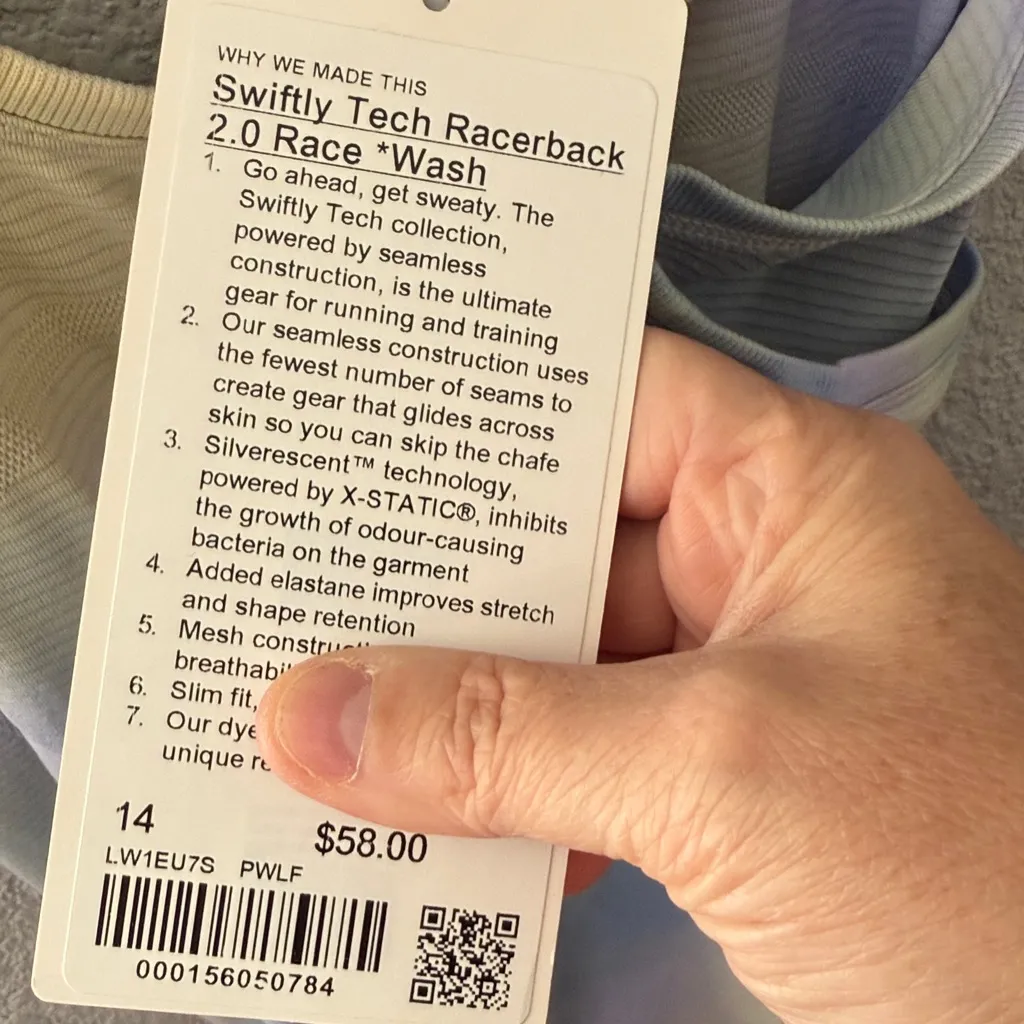 WHY WE MADE THIS
Swiftly Tech Racerback
2.0 Race *Wash
1. Go ahead, get sweaty. The
Swiftly Tech collection,
powered by seamless
construction, is the ultimate
gear for running and training
2. Our seamless construction uses
the fewest number of seams to
create gear that glides across
skin so you can skip the chafe
3. Silverescent™ technology,
powered by X-STATIC®, inhibits
the growth of odour-causing
bacteria on the garment
4. Added elastane improves stretch
and shape retention
5. Mesh
6. Slim fit,
7. Our
unique
14
$58.00
LW1EU7S PWLF
000156050784